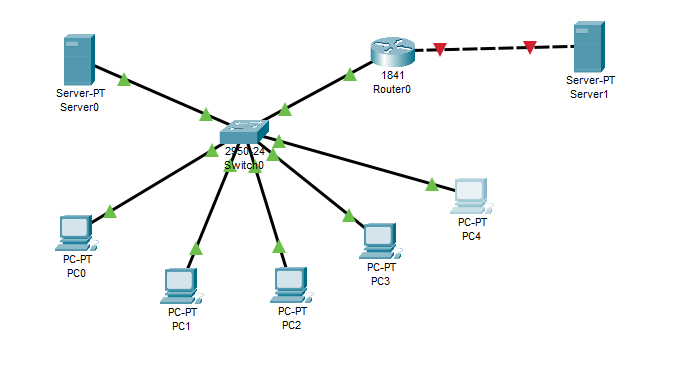 Server-PT
Server0
1841
Router0
Server-PT
Server1
2950-24
Switch0
PC-PT
PC4
PC-PT
PC0
PC-PT
PC3
PC-PT
PC1
PC-PT
PC2